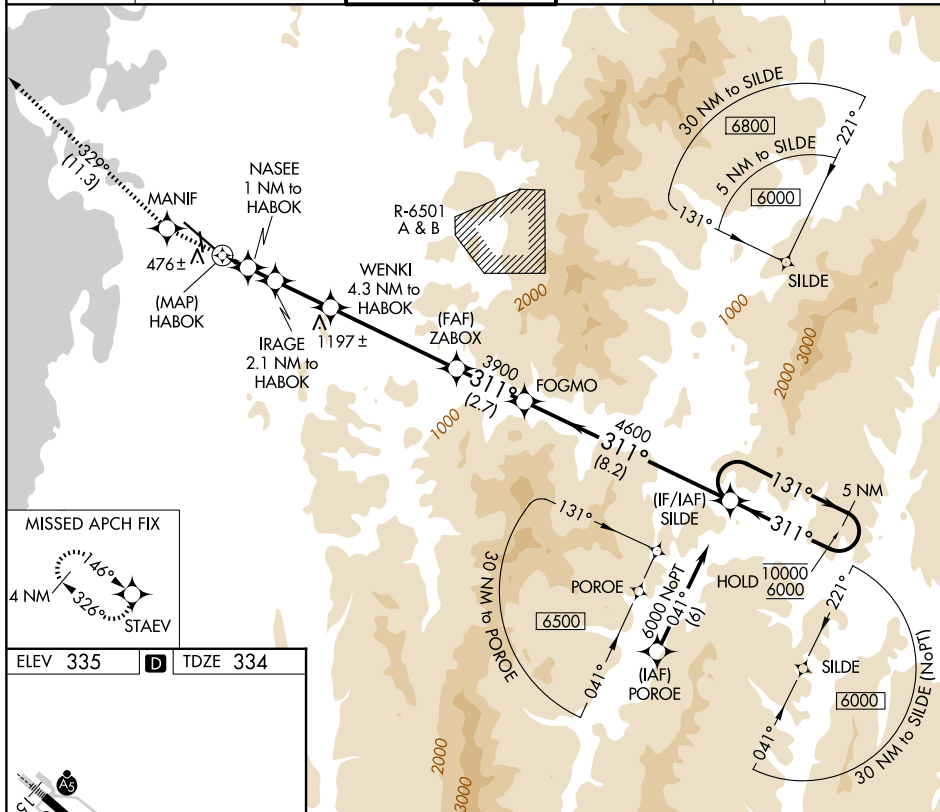 30 NM to SILDE
6800
221°
5 NM to SILDE
6000
131°
SILDE
329°
(11.3)
NASEE
1 NM to
HABOK
MANIF
R-6501
A & B
476±
(MAP)
HABOK
WENKI
4.3 NM to
HABOK
2000
1000
2000
3000
1197±
IRAGE
2.1 NM to
HABOK
(FAF)
ZABOX
3900
311°
(2.7)
FOGMO
1000
4600
311°
(8.2)
(IF/IAF)
SILDE
131°
5 NM
311°
HOLD
10000
6000
MISSED APCH FIX
146°
4 NM
326°
STAEV
131°
30 NM to POROE
POROE
6500
041°
6000 NoPT
041°
(6)
(IAF)
POROE
221°
SILDE
6000
041°
30 NM to SILDE (NoPT)
2000
3000
ELEV 335
D
TDZE 334
A5